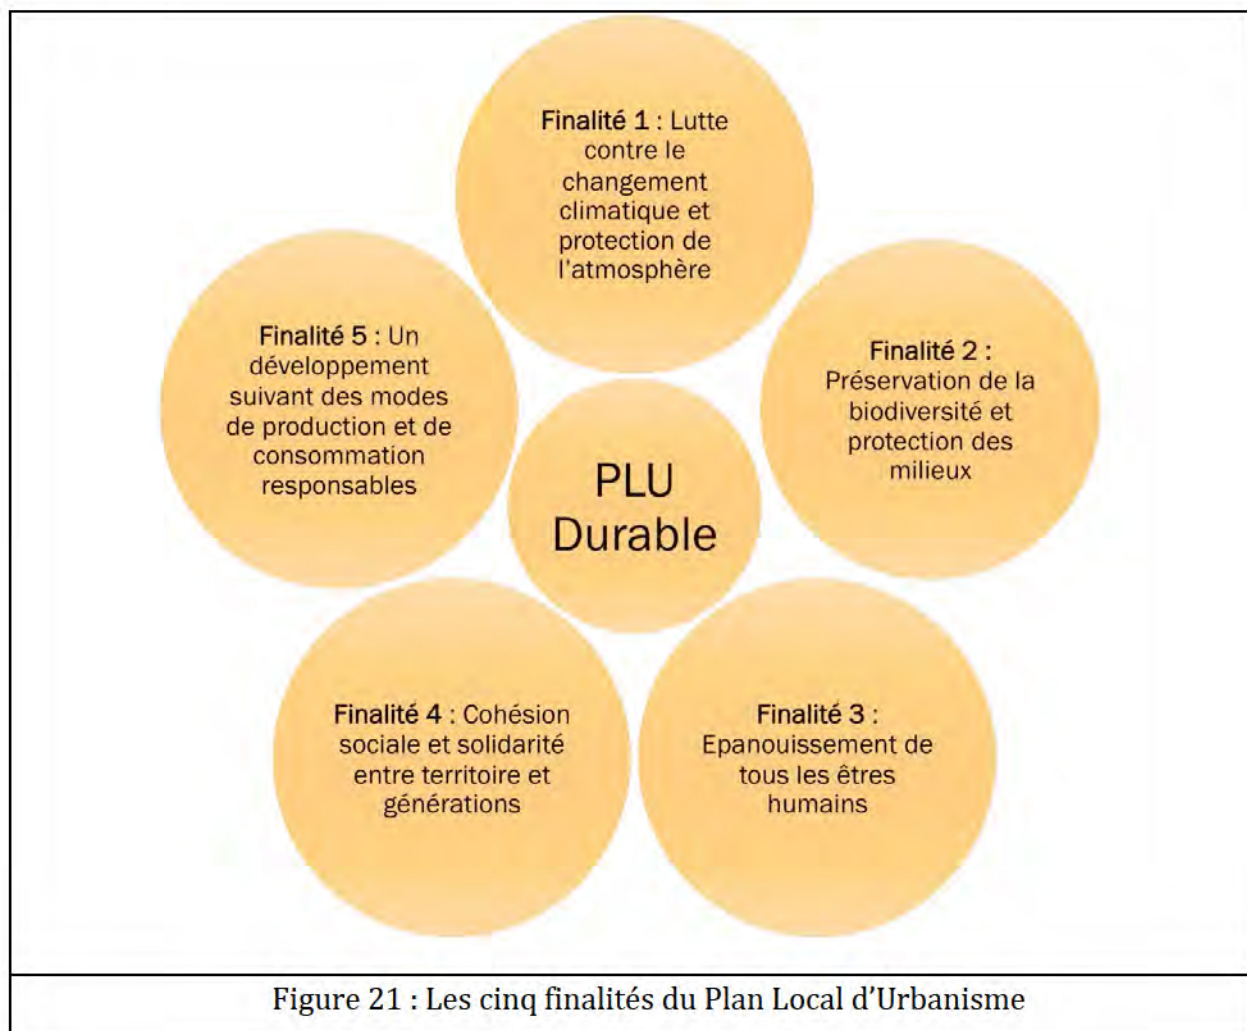 Finalité 1 : Lutte
contre le
changement
climatique et
protection de
l'atmosphère
Finalité 2 :
Préservation de la
biodiversité et
protection des
milieux
Finalité 3 :
Epanouissement de
tous les êtres
humains
Finalité 4 : Cohésion
sociale et solidarité
entre territoire et
générations
Finalité 5 : Un
développement
suivant des modes
de production et de
consommation
responsables
PLU
Durable
Figure 21 : Les cinq finalités du Plan Local d'Urbanisme